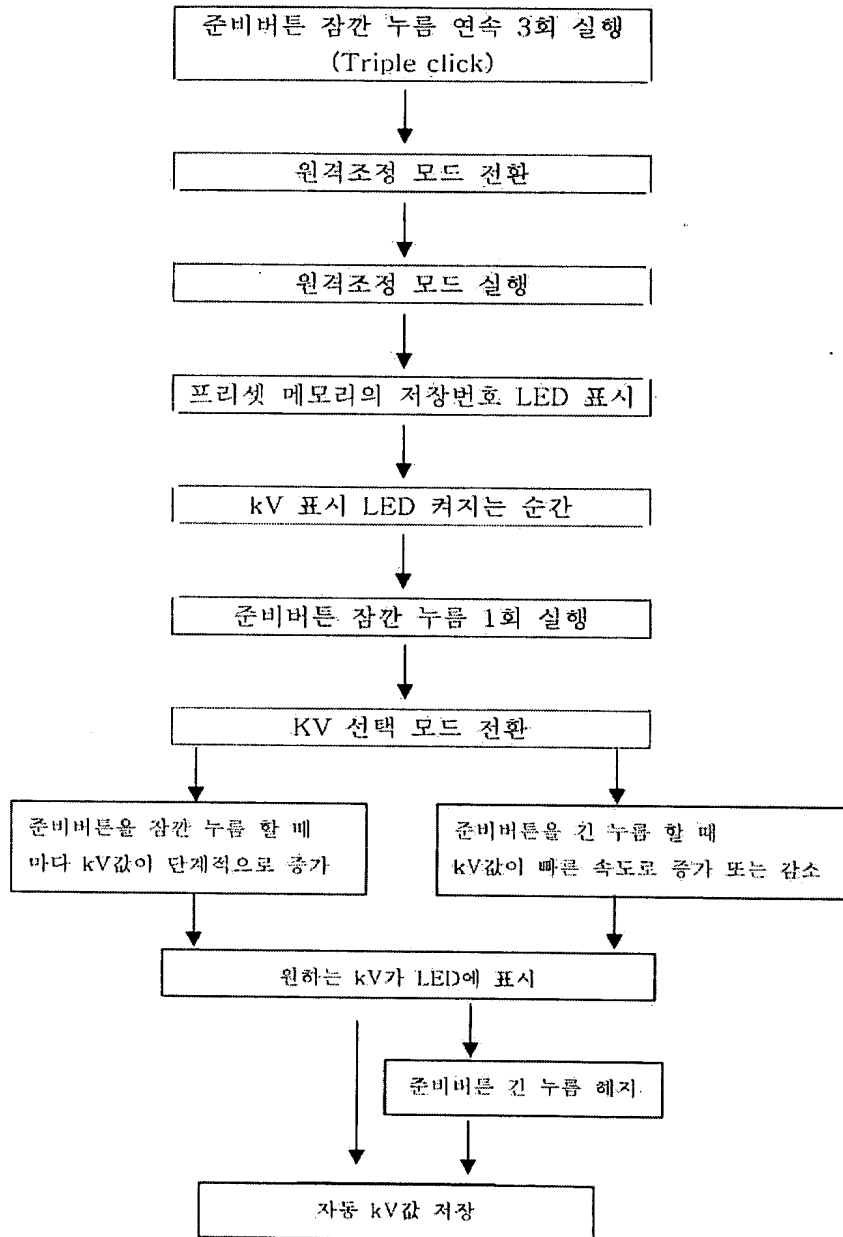 준비버튼 잠깐 누름 연속 3회 실행
(Triple click)
원격조정 모드 전환
원격조정 모드 실행
프리셋 메모리의 저장번호 LED 표시
kV 표시 LED 켜지는 순간
준비버튼 잠깐 누름 1회 실행
KV 선택 모드 전환
준비버튼을 잠깐 누름 할 때
마다 kV값이 단계적으로 증가
준비버튼을 긴 누름 할 때
kV값이 빠른 속도로 증가 또는 감소
원하는 kV가 LED에 표시
준비버튼 긴 누름 해지
자동 kV값 저장